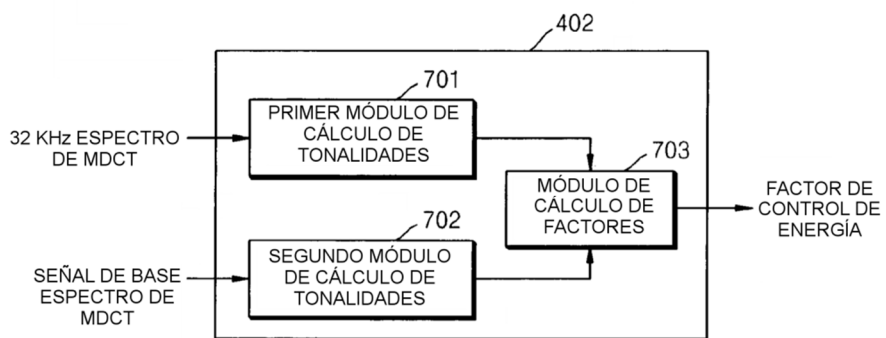 402
701
PRIMER MÓDULO DE
CÁLCULO DE
TONALIDADES
32 KHz ESPECTRO
DE MDCT
703
MÓDULO DE
CÁLCULO DE
FACTORES
FACTOR DE
CONTROL DE
ENERGÍA
702
SEGUNDO MÓDULO
DE CÁLCULO DE
TONALIDADES
SEÑAL DE BASE
ESPECTRO DE
MDCT